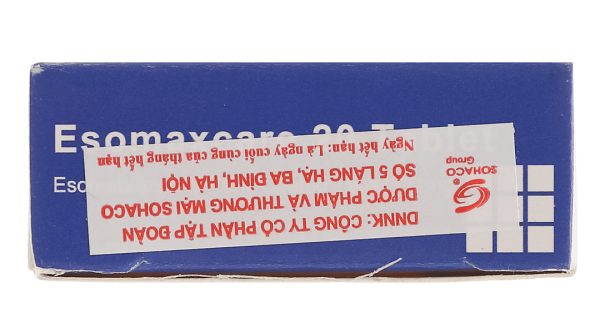 Esomaxcare 20 Tablet
DNNK: CÔNG TY CỔ PHẦN TẬP ĐOÀN
DƯỢC PHẨM VÀ THƯƠNG MẠI SOHACO
SỐ 5 LÁNG HẠ, BA ĐÌNH, HÀ NỘI
Ngày hết hạn: Là ngày cuối cùng của tháng hết hạn
SOHACO
Group